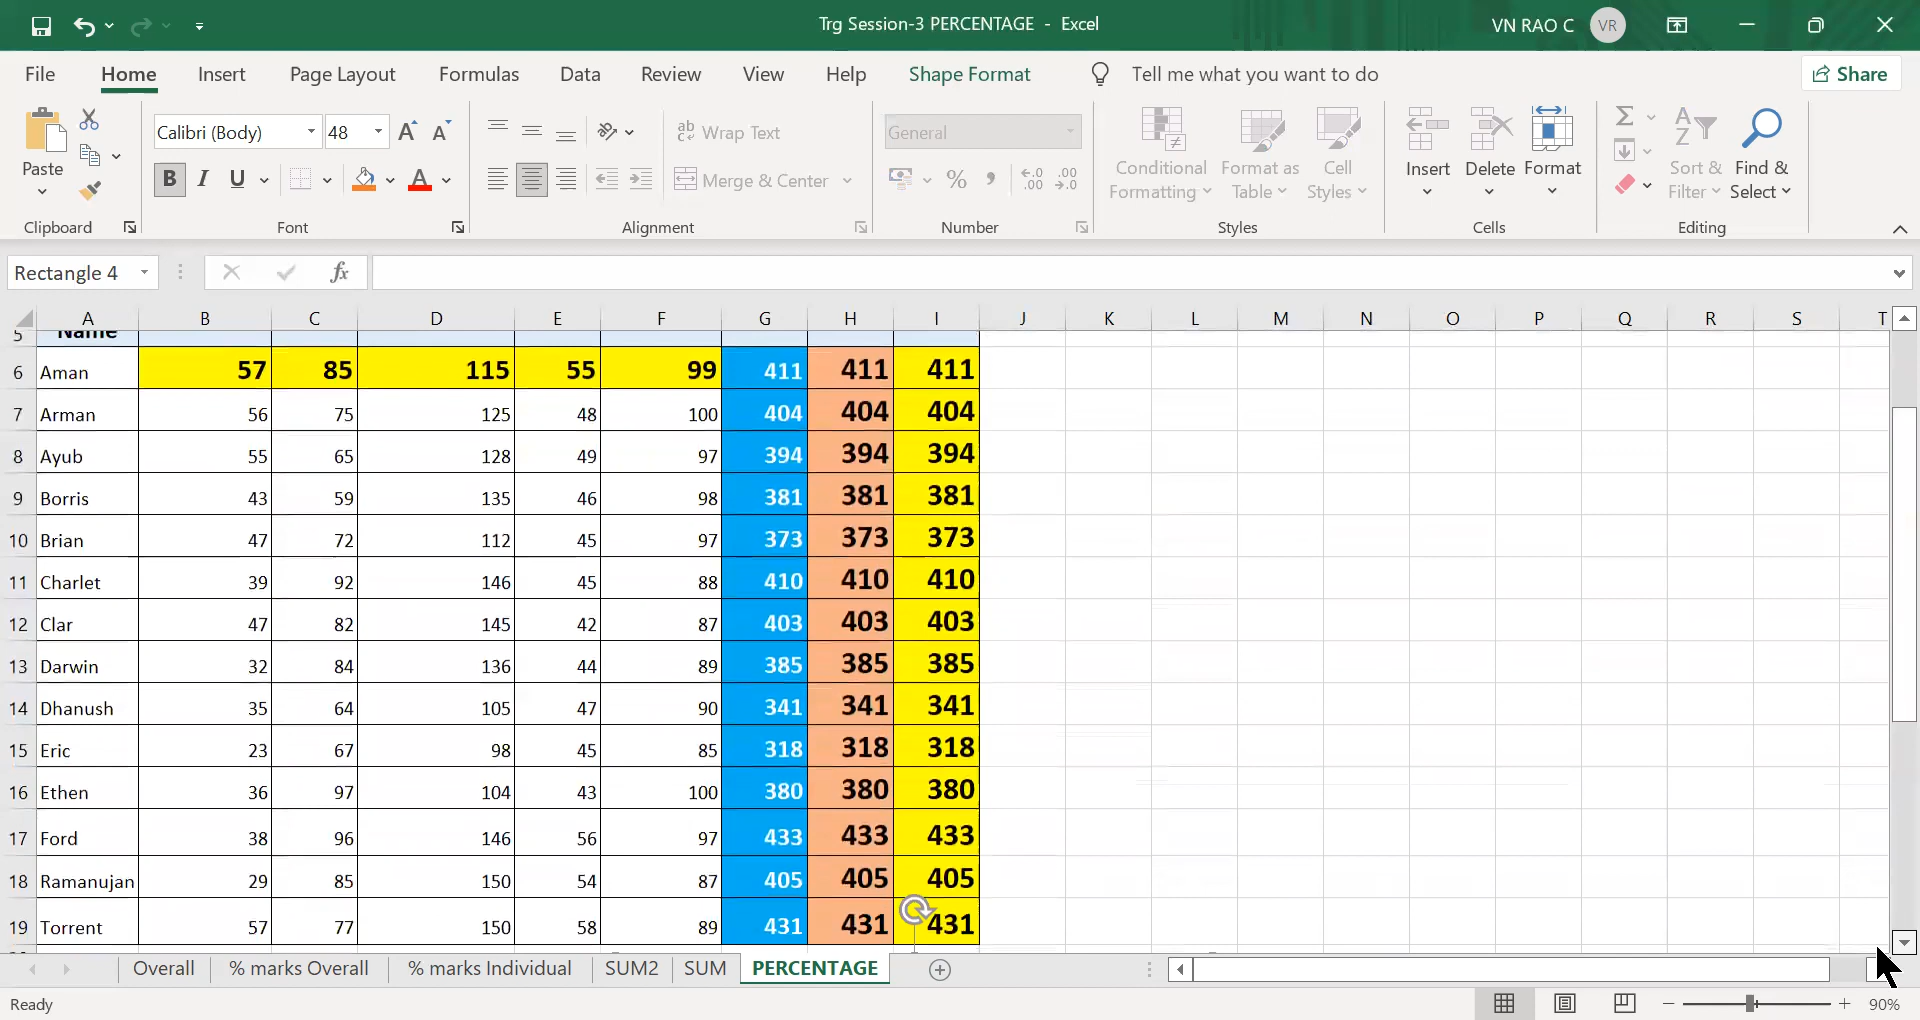 Trg Session-3 PERCENTAGE - Excel
VN RAO C VR
File Home Insert Page Layout Formulas Data Review View Help Shape Format Tell me what you want to do Share
Calibri (Body) 48 A A ab Wrap Text General
Paste
B I U A Merge & Center % , .00 .00
Conditional Formatting
Format as Table
Cell Styles
Insert Delete Format
Sort & Filter
Find & Select
Clipboard Font Alignment Number Styles Cells Editing
Rectangle 4 fx
A B C D E F G H I J K L M N O P Q R S T
5 Name
6 Aman 57 85 115 55 99 411 411 411
7 Arman 56 75 125 48 100 404 404 404
8 Ayub 55 65 128 49 97 394 394 394
9 Borris 43 59 135 46 98 381 381 381
10 Brian 47 72 112 45 97 373 373 373
11 Charlet 39 92 146 45 88 410 410 410
12 Clar 47 82 145 42 87 403 403 403
13 Darwin 32 84 136 44 89 385 385 385
14 Dhanush 35 64 105 47 90 341 341 341
15 Eric 23 67 98 45 85 318 318 318
16 Ethen 36 97 104 43 100 380 380 380
17 Ford 38 96 146 56 97 433 433 433
18 Ramanujan 29 85 150 54 87 405 405 405
19 Torrent 57 77 150 58 89 431 431 431
Overall % marks Overall % marks Individual SUM2 SUM PERCENTAGE
Ready 90%